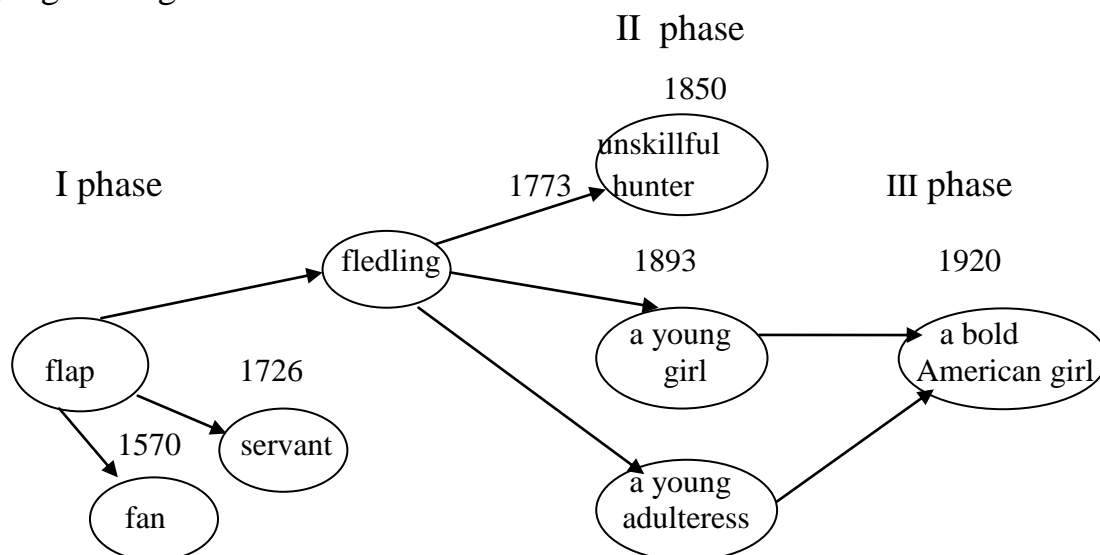 II phase
1850
unskillful
hunter
I phase
1773
III phase
fledling
1893
1920
a young
girl
a bold
American girl
flap
1726
servant
1570
fan
a young
adulteress